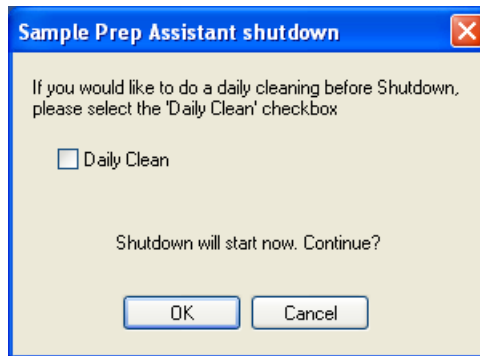 Sample Prep Assistant shutdown
If you would like to do a daily cleaning before Shutdown,
please select the 'Daily Clean' checkbox
Daily Clean
Shutdown will start now. Continue?
OK
Cancel